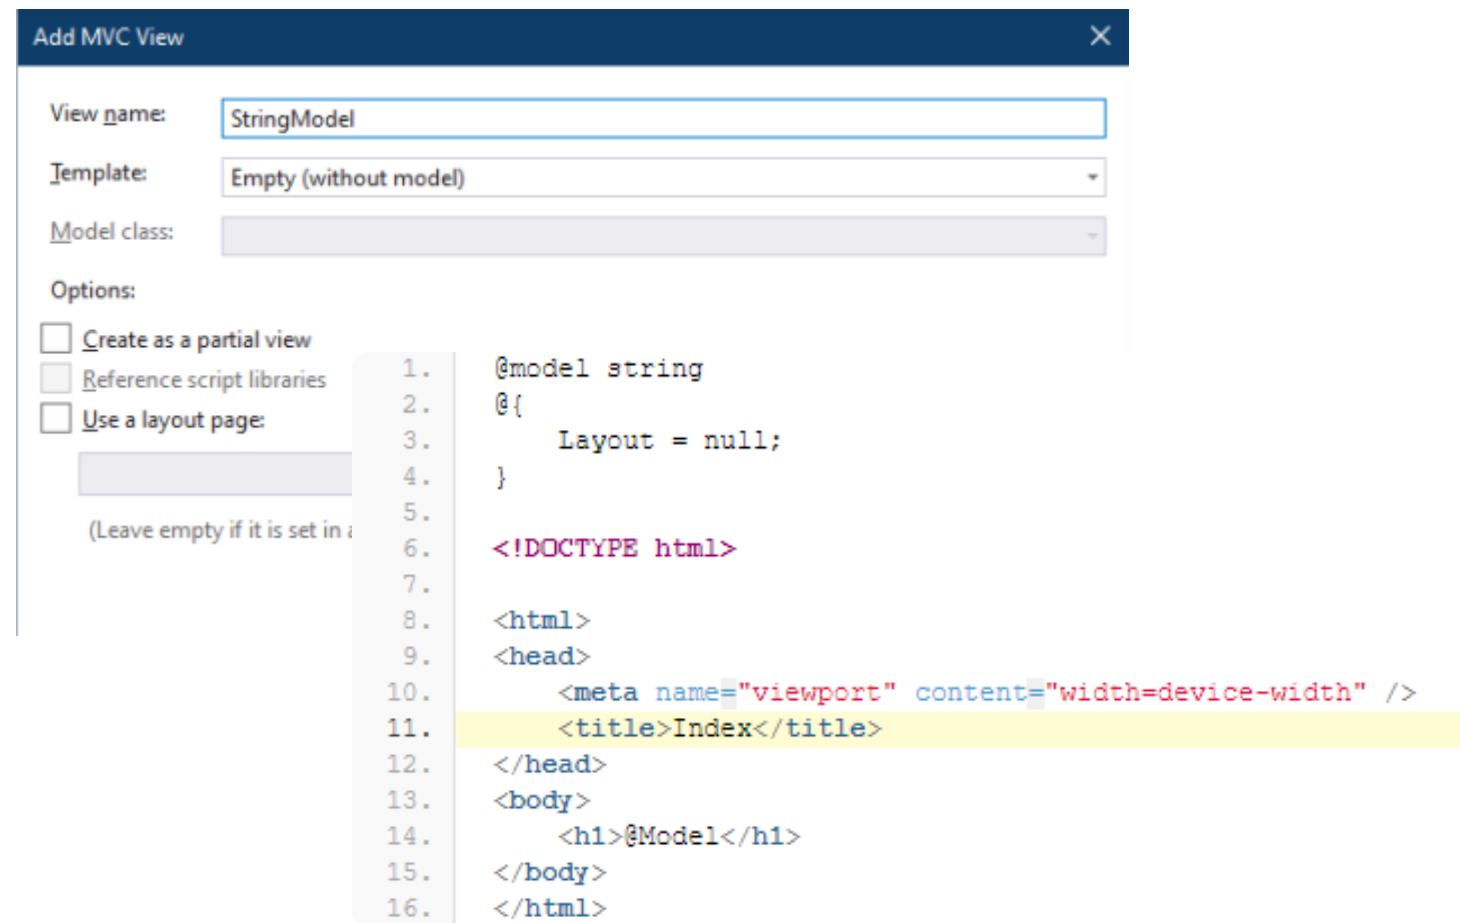 Add MVC View
View name:
StringModel
Template:
Empty (without model)
Model class:
Options:
Create as a partial view
Reference script libraries
Use a layout page:
(Leave empty if it is set in
1. @model string
2. @{
3.     Layout = null;
4. }
5.
6. <!DOCTYPE html>
7.
8. <html>
9. <head>
10.     <meta name="viewport" content="width=device-width" />
11.     <title>Index</title>
12. </head>
13. <body>
14.     <h1>@Model</h1>
15. </body>
16. </html>